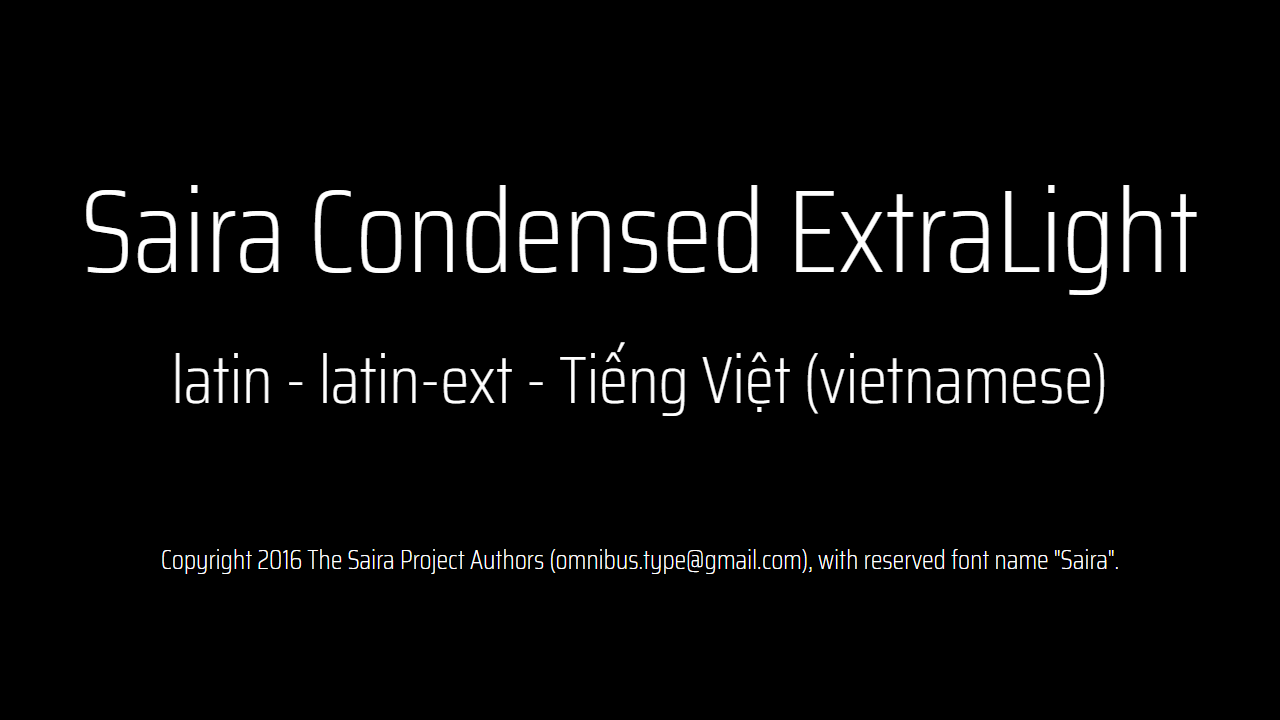 Saira Condensed ExtraLight
latin - latin-ext - Tiếng Việt (vietnamese)
Copyright 2016 The Saira Project Authors (omnibus.type@gmail.com), with reserved font name "Saira".